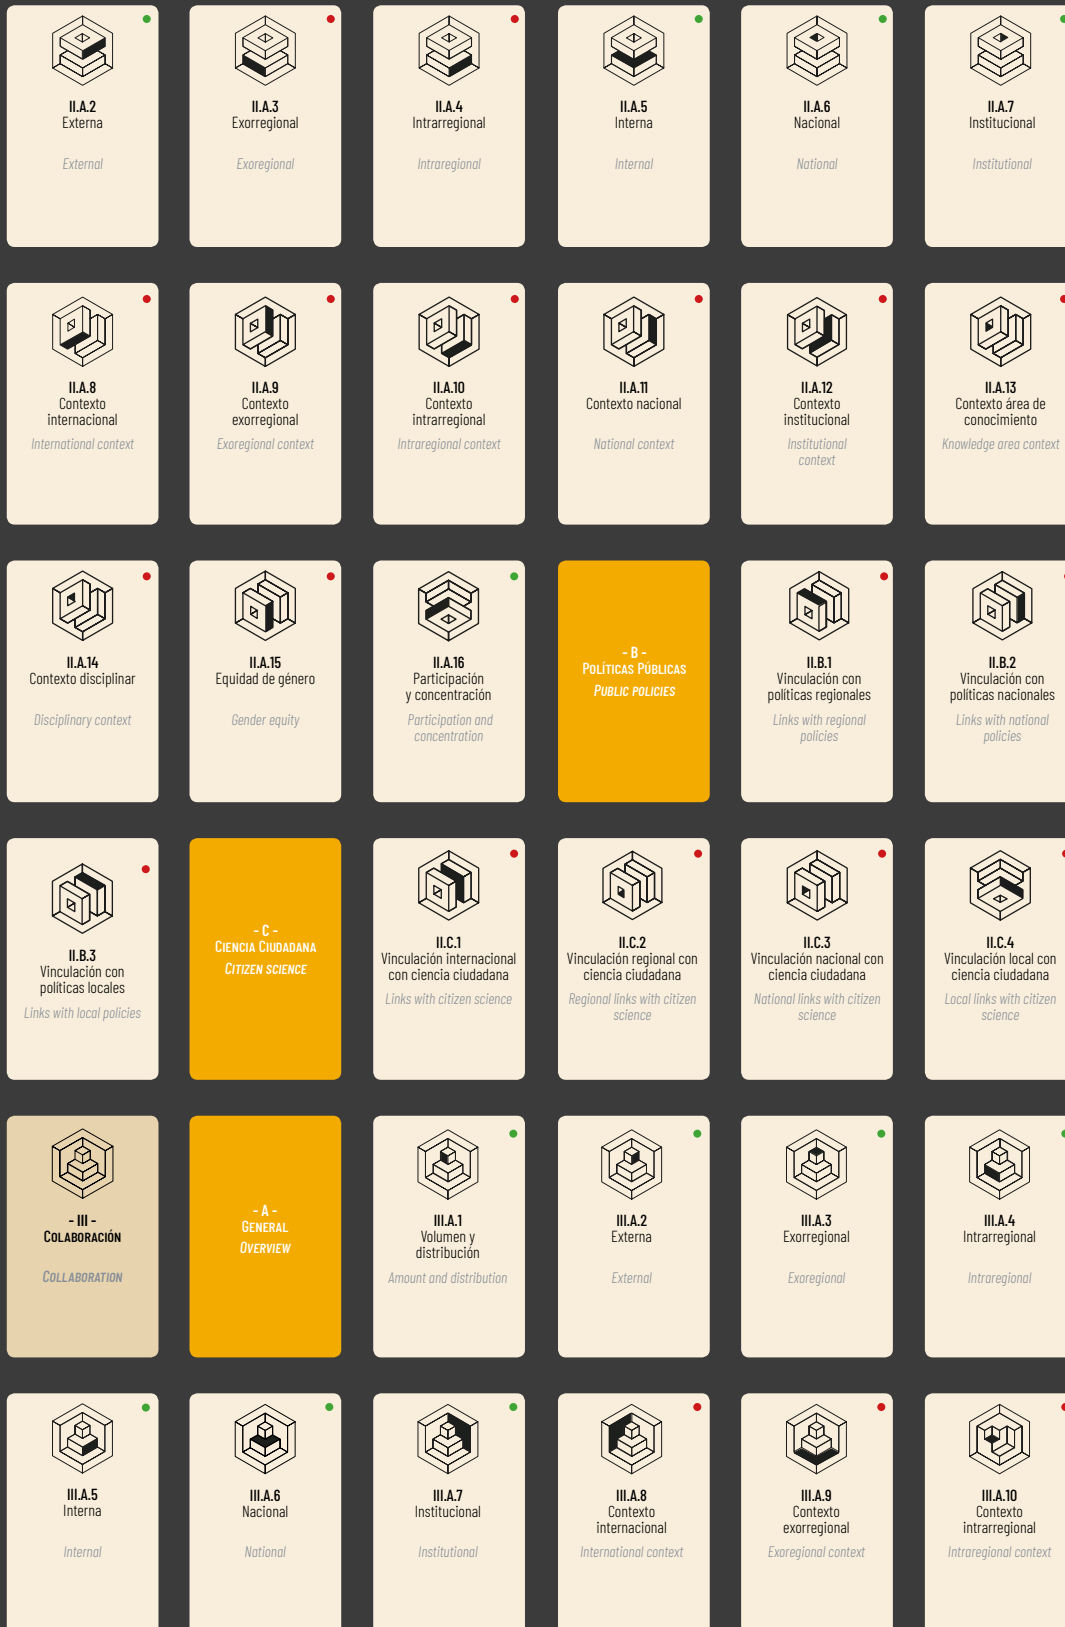 II.A.2
Externa
External
II.A.3
Exorregional
Exoregional
II.A.4
Intrarregional
Intraregional
II.A.5
Interna
Internal
II.A.6
Nacional
National
II.A.7
Institucional
Institutional
II.A.8
Contexto
internacional
International context
II.A.9
Contexto
exorregional
Exoregional context
II.A.10
Contexto
intrarregional
Intraregional context
II.A.11
Contexto nacional
National context
II.A.12
Contexto
institucional
Institutional
context
II.A.13
Contexto área de
conocimiento
Knowledge area context
II.A.14
Contexto disciplinar
Disciplinary context
II.A.15
Equidad de género
Gender equity
II.A.16
Participación
y concentración
Participation and
concentration
- B -
Políticas Públicas
Public policies
II.B.1
Vinculación con
políticas regionales
Links with regional
policies
II.B.2
Vinculación con
políticas nacionales
Links with national
policies
II.B.3
Vinculación con
políticas locales
Links with local policies
- C -
Ciencia Ciudadana
Citizen science
II.C.1
Vinculación internacional
con ciencia ciudadana
Links with citizen science
II.C.2
Vinculación regional con
ciencia ciudadana
Regional links with citizen
science
II.C.3
Vinculación nacional con
ciencia ciudadana
National links with citizen
science
II.C.4
Vinculación local con
ciencia ciudadana
Local links with citizen
science
- III -
Colaboración
Collaboration
- A -
General
Overview
III.A.1
Volumen y
distribución
Amount and distribution
III.A.2
Externa
External
III.A.3
Exorregional
Exoregional
III.A.4
Intrarregional
Intraregional
III.A.5
Interna
Internal
III.A.6
Nacional
National
III.A.7
Institucional
Institutional
III.A.8
Contexto
internacional
International context
III.A.9
Contexto
exorregional
Exoregional context
III.A.10
Contexto
intrarregional
Intraregional context